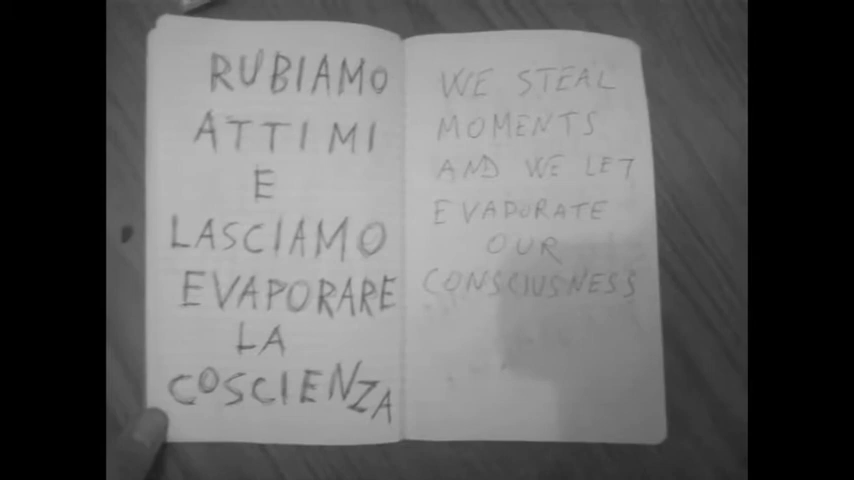 RUBIAMO
ATTIMI
E
LASCIAMO
EVAPORARE
LA
COSCIENZA
WE STEAL
MOMENTS
AND WE LET
EVAPORATE
OUR
CONSCIUSNESS